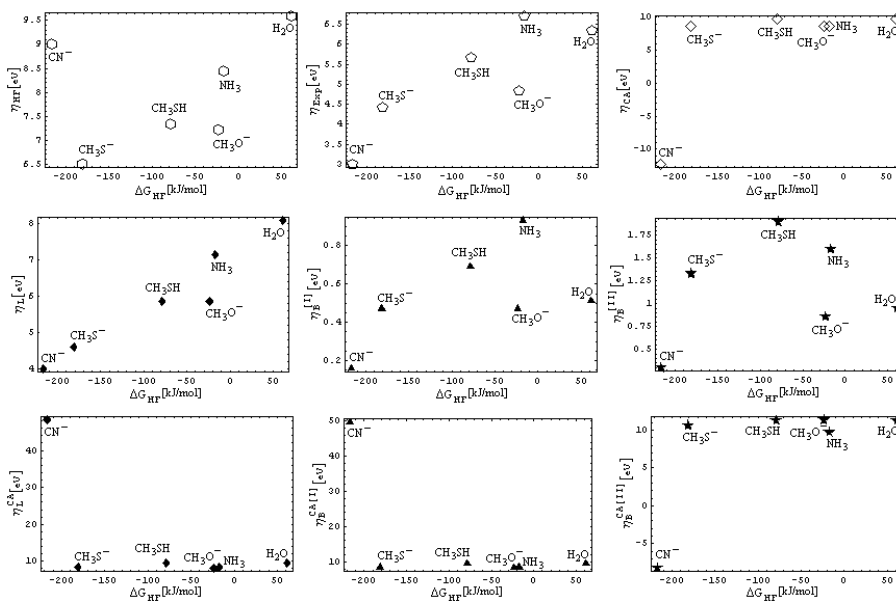 9.5
9
8.5
8
7.5
7
6.5
η_HF [eV]
CN⁻
CH₃S⁻
CH₃SH
NH₃
CH₃O⁻
H₂O
-200 -150 -100 -50 0 50
ΔG_HF [kJ/mol]
6.5
6
5.5
5
4.5
4
3.5
3
η_Exp [eV]
CN⁻
CH₃S⁻
CH₃SH
NH₃
CH₃O⁻
H₂O
-200 -150 -100 -50 0 50
ΔG_HF [kJ/mol]
10
5
0
-5
-10
η_CA [eV]
CN⁻
CH₃S⁻
CH₃SH
CH₃O⁻
NH₃
H₂O
-200 -150 -100 -50 0 50
ΔG_HF [kJ/mol]
8
7
6
5
4
η_L [eV]
CN⁻
CH₃S⁻
CH₃SH
NH₃
CH₃O⁻
H₂O
-200 -150 -100 -50 0 50
ΔG_HF [kJ/mol]
0.8
0.6
0.4
0.2
η_B^[I] [eV]
CN⁻
CH₃S⁻
CH₃SH
NH₃
CH₃O⁻
H₂O
-200 -150 -100 -50 0 50
ΔG_HF [kJ/mol]
1.75
1.5
1.25
1
0.75
0.5
η_B^[II] [eV]
CN⁻
CH₃S⁻
CH₃SH
NH₃
CH₃O⁻
H₂O
-200 -150 -100 -50 0 50
ΔG_HF [kJ/mol]
40
30
20
10
η_L^CA [eV]
CN⁻
CH₃S⁻
CH₃SH
CH₃O⁻
NH₃
H₂O
-200 -150 -100 -50 0 50
ΔG_HF [kJ/mol]
50
40
30
20
10
η_B^CA[I] [eV]
CN⁻
CH₃S⁻
CH₃SH
CH₃O⁻
NH₃
H₂O
-200 -150 -100 -50 0 50
ΔG_HF [kJ/mol]
10
5
0
-5
η_B^CA[II] [eV]
CN⁻
CH₃S⁻
CH₃SH
CH₃O⁻
NH₃
H₂O
-200 -150 -100 -50 0 50
ΔG_HF [kJ/mol]